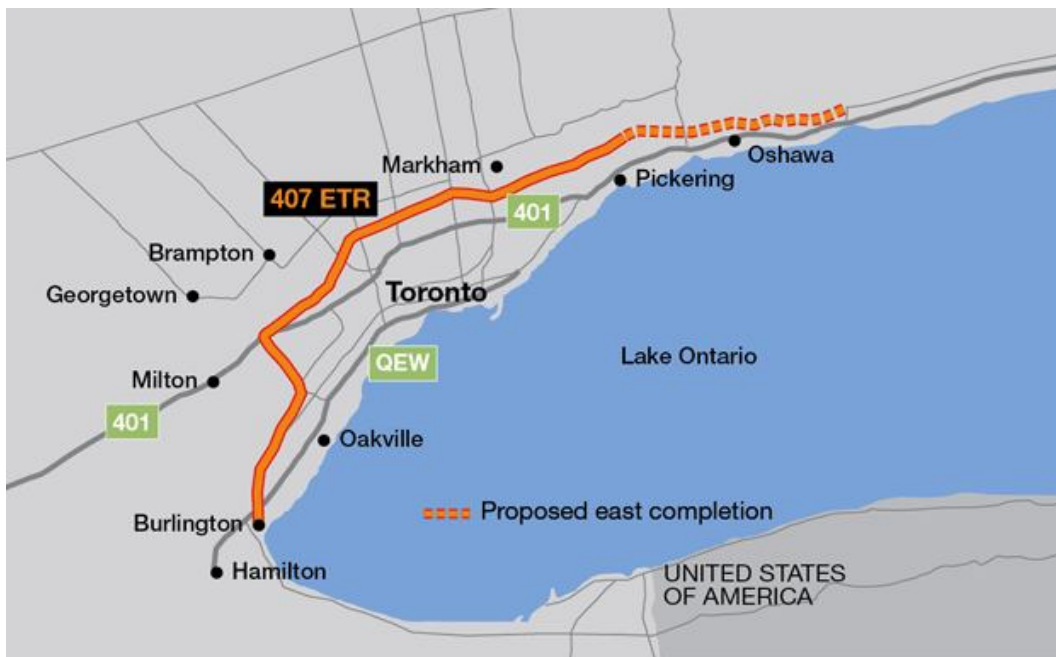 Markham
407 ETR
Oshawa
Pickering
401
Brampton
Georgetown
Toronto
Lake Ontario
QEW
Milton
401
Oakville
Proposed east completion
Burlington
Hamilton
UNITED STATES
OF AMERICA